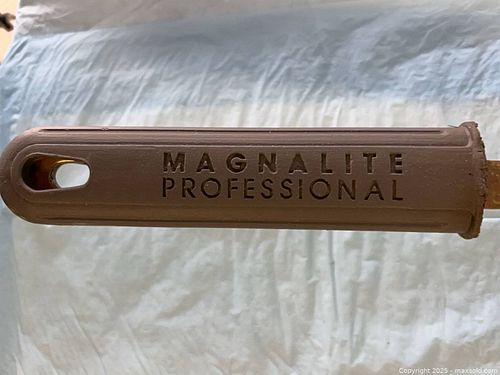 MAGNALITE
PROFESSIONAL
Copyright 2025 - maxsold.com